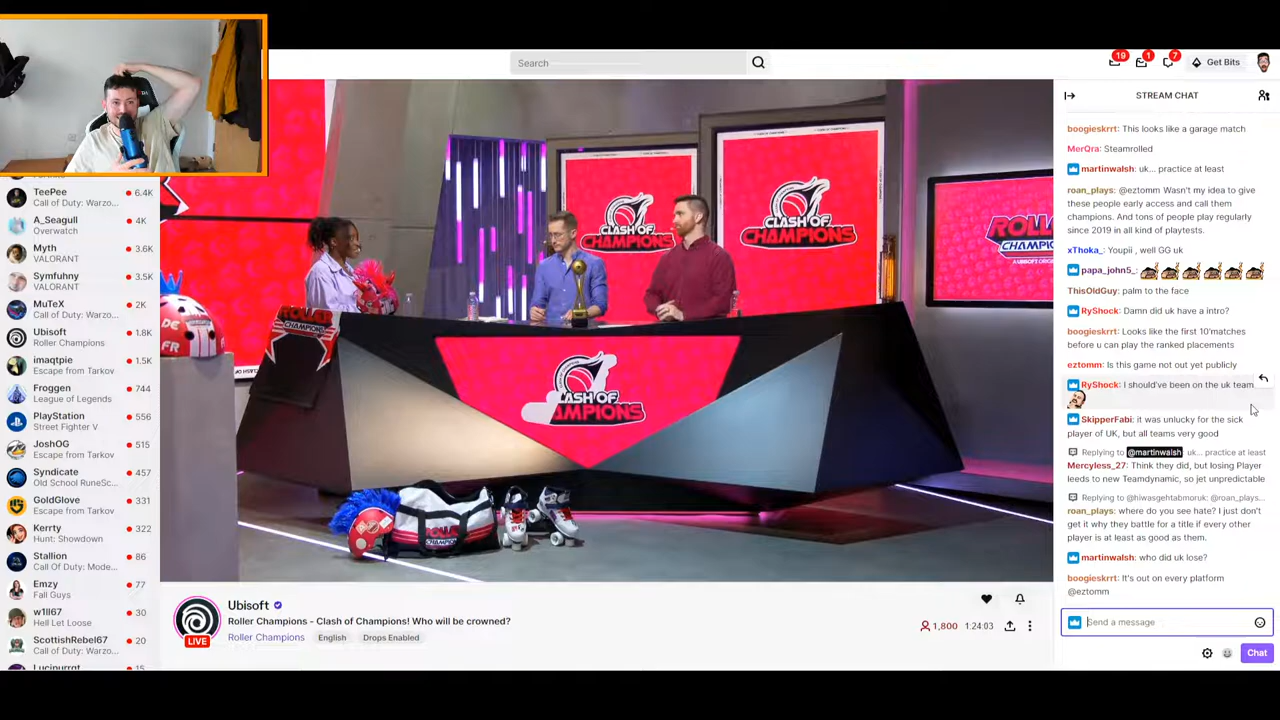 Search
19
1
7
Get Bits
STREAM CHAT
TeePee
6.4K
Call of Duty: Warzo...
A_Seagull
4K
Overwatch
Myth
3.6K
VALORANT
Symfuhny
3.5K
VALORANT
MuTeX
2K
Call of Duty: Warzo...
Ubisoft
1.8K
Roller Champions
imaqtpie
1.5K
Escape from Tarkov
Froggen
744
League of Legends
PlayStation
556
Street Fighter V
JoshOG
515
Escape from Tarkov
Syndicate
457
Old School RuneSc...
GoldGlove
331
Escape from Tarkov
Kerrty
322
Hunt: Showdown
Stallion
86
Call Of Duty: Mode...
Emzy
77
Fall Guys
w1ll67
30
Hell Let Loose
ScottishRebel67
20
Call of Duty: Warzo...
CLASH OF
CHAMPIONS
CLASH OF
CHAMPIONS
ROLLER
CHAMPIONS
DE
FR
CLASH OF
CHAMPIONS
Ubisoft
Roller Champions - Clash of Champions! Who will be crowned?
LIVE
Roller Champions
English
Drops Enabled
1,800
1:24:03
boogieskrrt: This looks like a garage match
MerQra: Steamrolled
martinwalsh: uk... practice at least
roan_plays: @eztomm Wasn't my idea to give
these people early access and call them
champions. And tons of people play regularly
since 2019 in all kind of playtests.
xThoka_: Youpii , well GG uk
papa_john5_:
ThisOldGuy: palm to the face
RyShock: Damn did uk have a intro?
boogieskrrt: Looks like the first 10'matches
before u can play the ranked placements
eztomm: Is this game not out yet publicly
RyShock: I should've been on the uk team
SkipperFabi: it was unlucky for the sick
player of UK, but all teams very good
Replying to @martinwalsh uk... practice at least
Mercyless_27: Think they did, but losing Player
leeds to new Teamdynamic, so jet unpredictable
Replying to @hiwasgehtabmoruk: @roan_plays...
roan_plays: where do you see hate? I just don't
get it why they battle for a title if every other
player is at least as good as them.
martinwalsh: who did uk lose?
boogieskrrt: It's out on every platform
@eztomm
Send a message
Chat